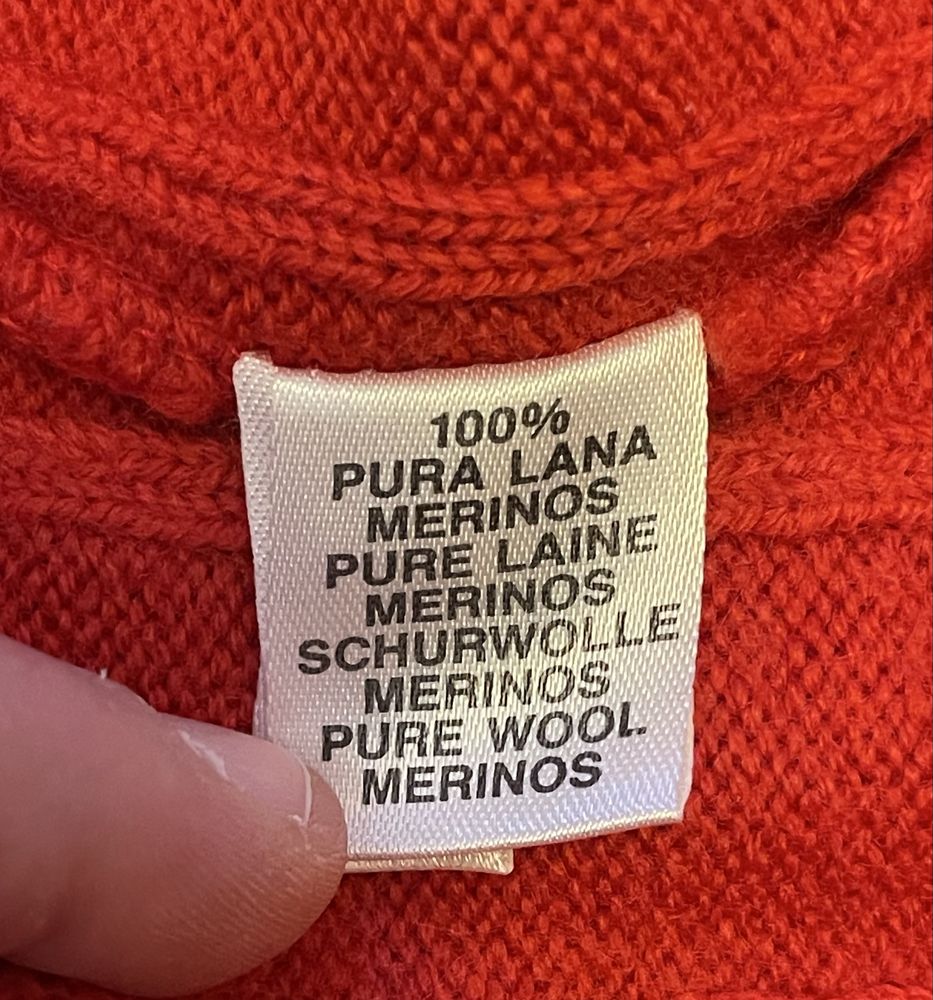 100%
PURA LANA
MERINOS
PURE LAINE
MERINOS
SCHURWOLLE
MERINOS
PURE WOOL
MERINOS